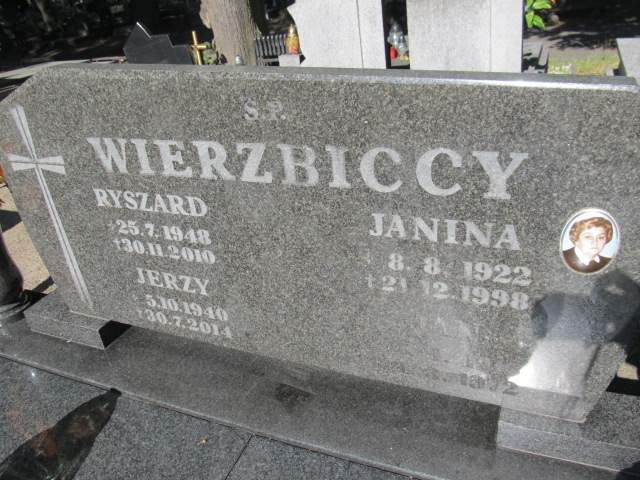 Ś.P.
WIERZBICCY
RYSZARD
*25.7.1948
†30.11.2010
JERZY
*5.10.1940
†30.7.2014
JANINA
* 8. 8. 1922
†21.12.1998
JAN